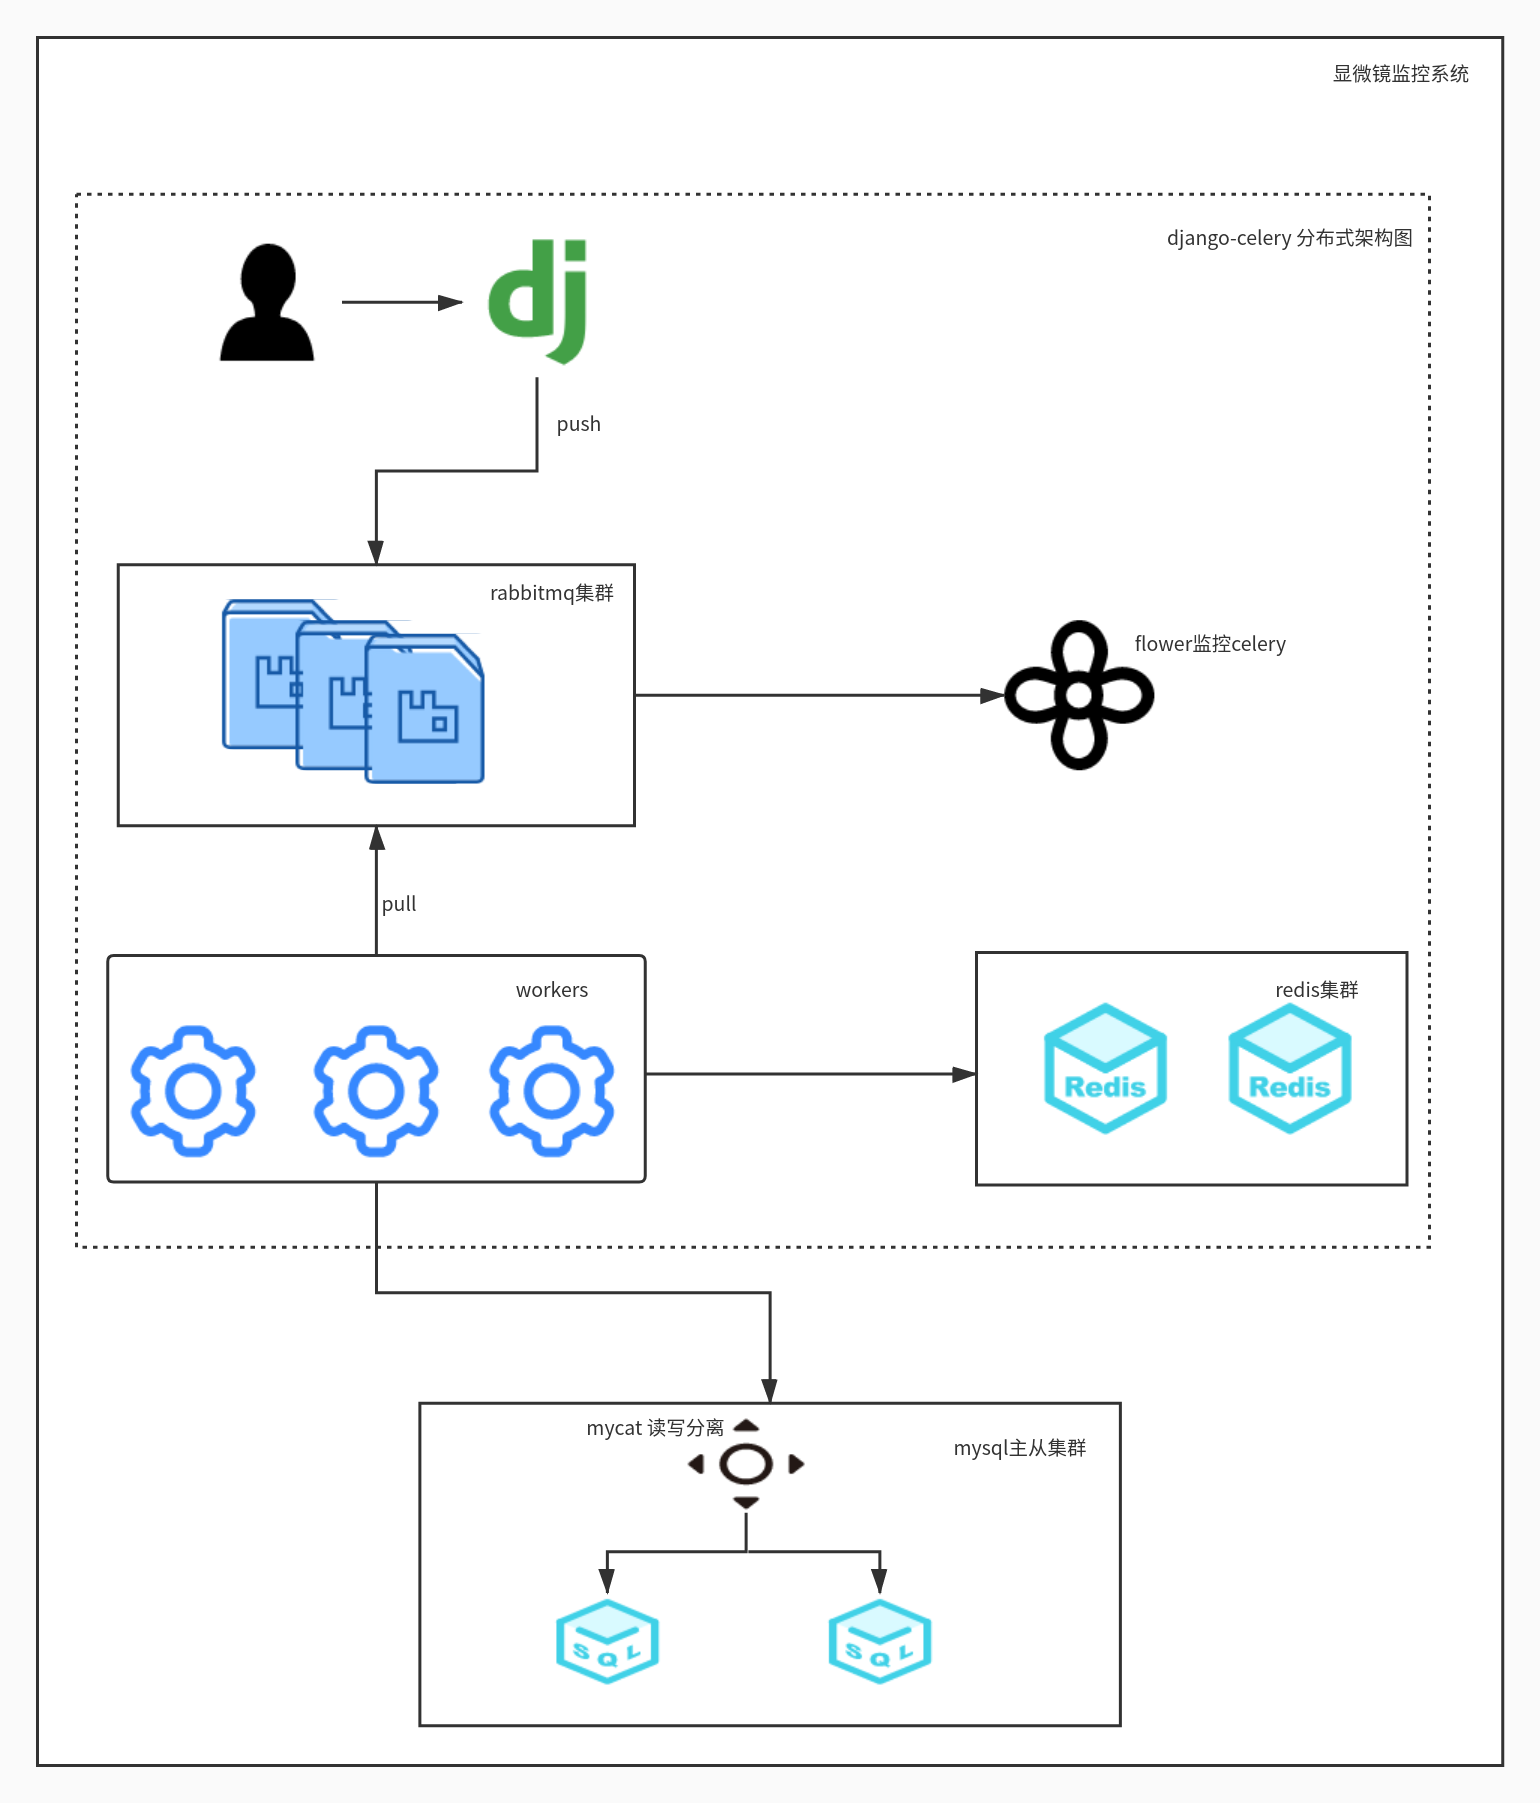 显微镜监控系统
django-celery 分布式架构图
dj
push
rabbitmq集群
flower监控celery
pull
workers
redis集群
Redis
Redis
mycat 读写分离
mysql主从集群
SQL
SQL